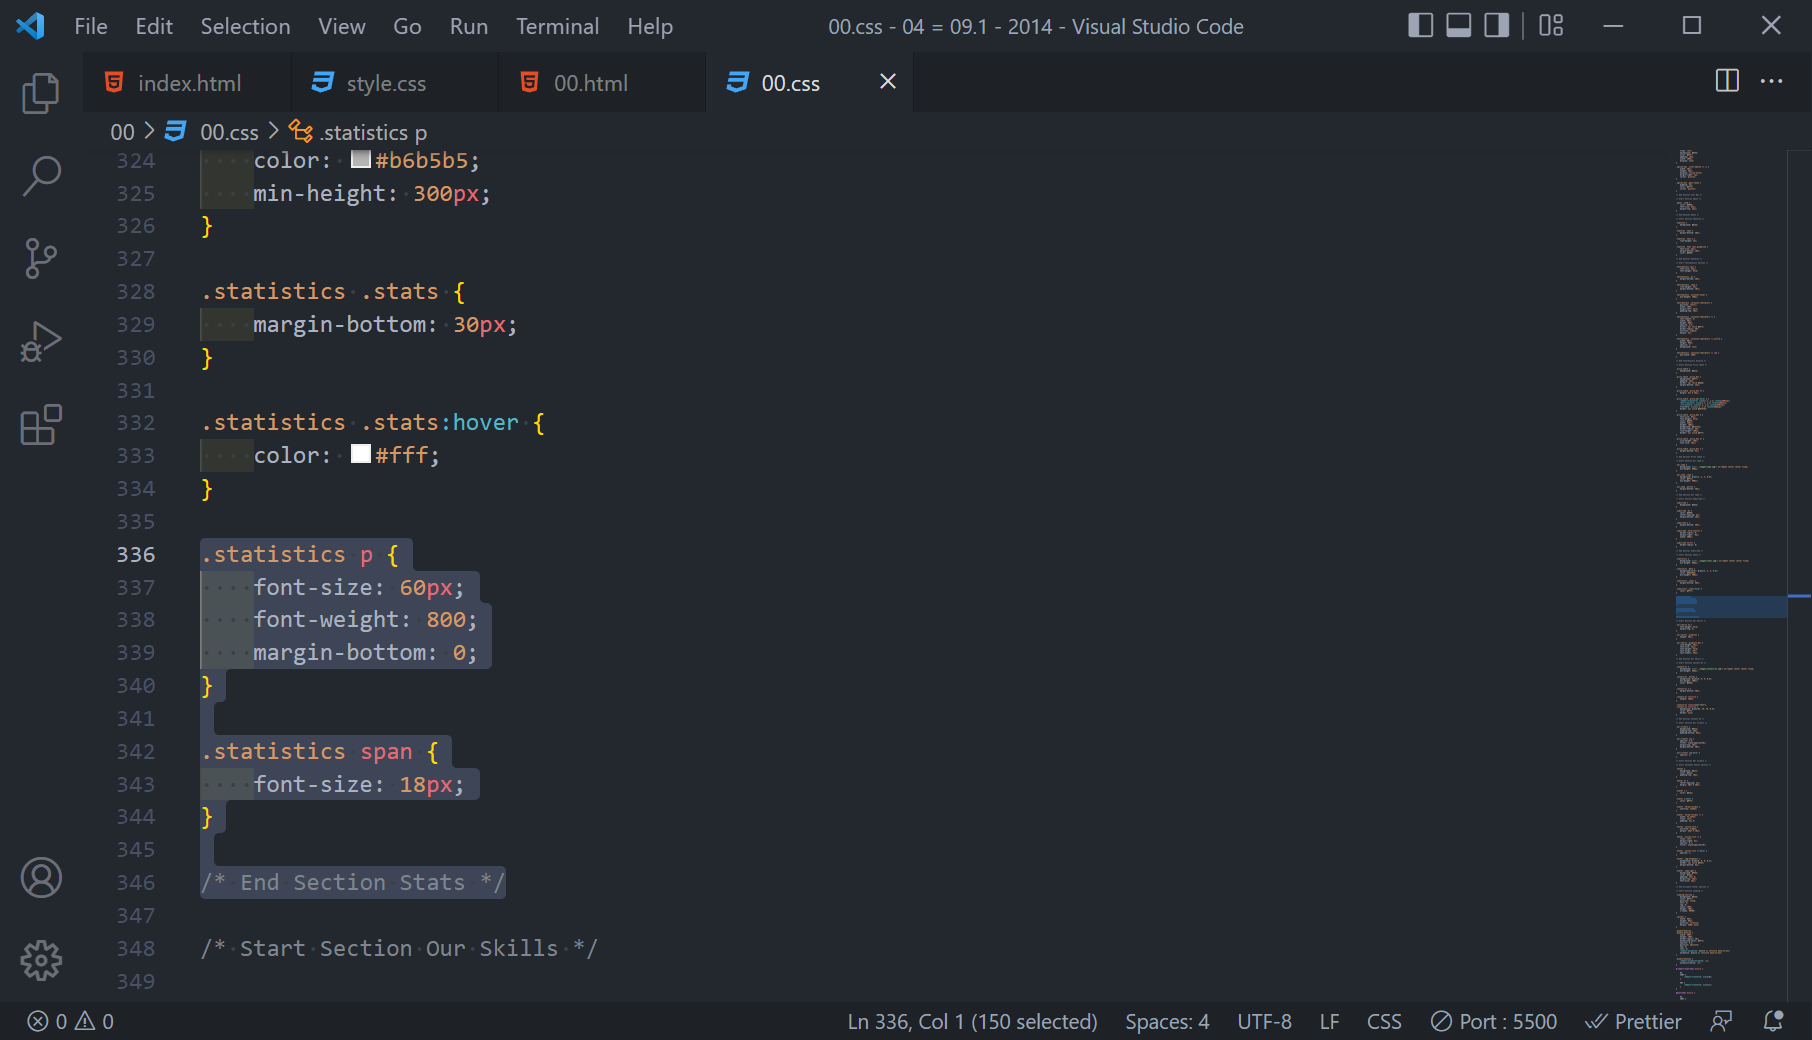 File Edit Selection View Go Run Terminal Help 00.css - 04 = 09.1 - 2014 - Visual Studio Code
index.html style.css 00.html 00.css
00 > 00.css > .statistics p
324 color: #b6b5b5;
325 min-height: 300px;
326 }
327
328 .statistics .stats {
329 margin-bottom: 30px;
330 }
331
332 .statistics .stats:hover {
333 color: #fff;
334 }
335
336 .statistics p {
337 font-size: 60px;
338 font-weight: 800;
339 margin-bottom: 0;
340 }
341
342 .statistics span {
343 font-size: 18px;
344 }
345
346 /* End Section Stats */
347
348 /* Start Section Our Skills */
349
0 0 Ln 336, Col 1 (150 selected) Spaces: 4 UTF-8 LF CSS Port : 5500 Prettier